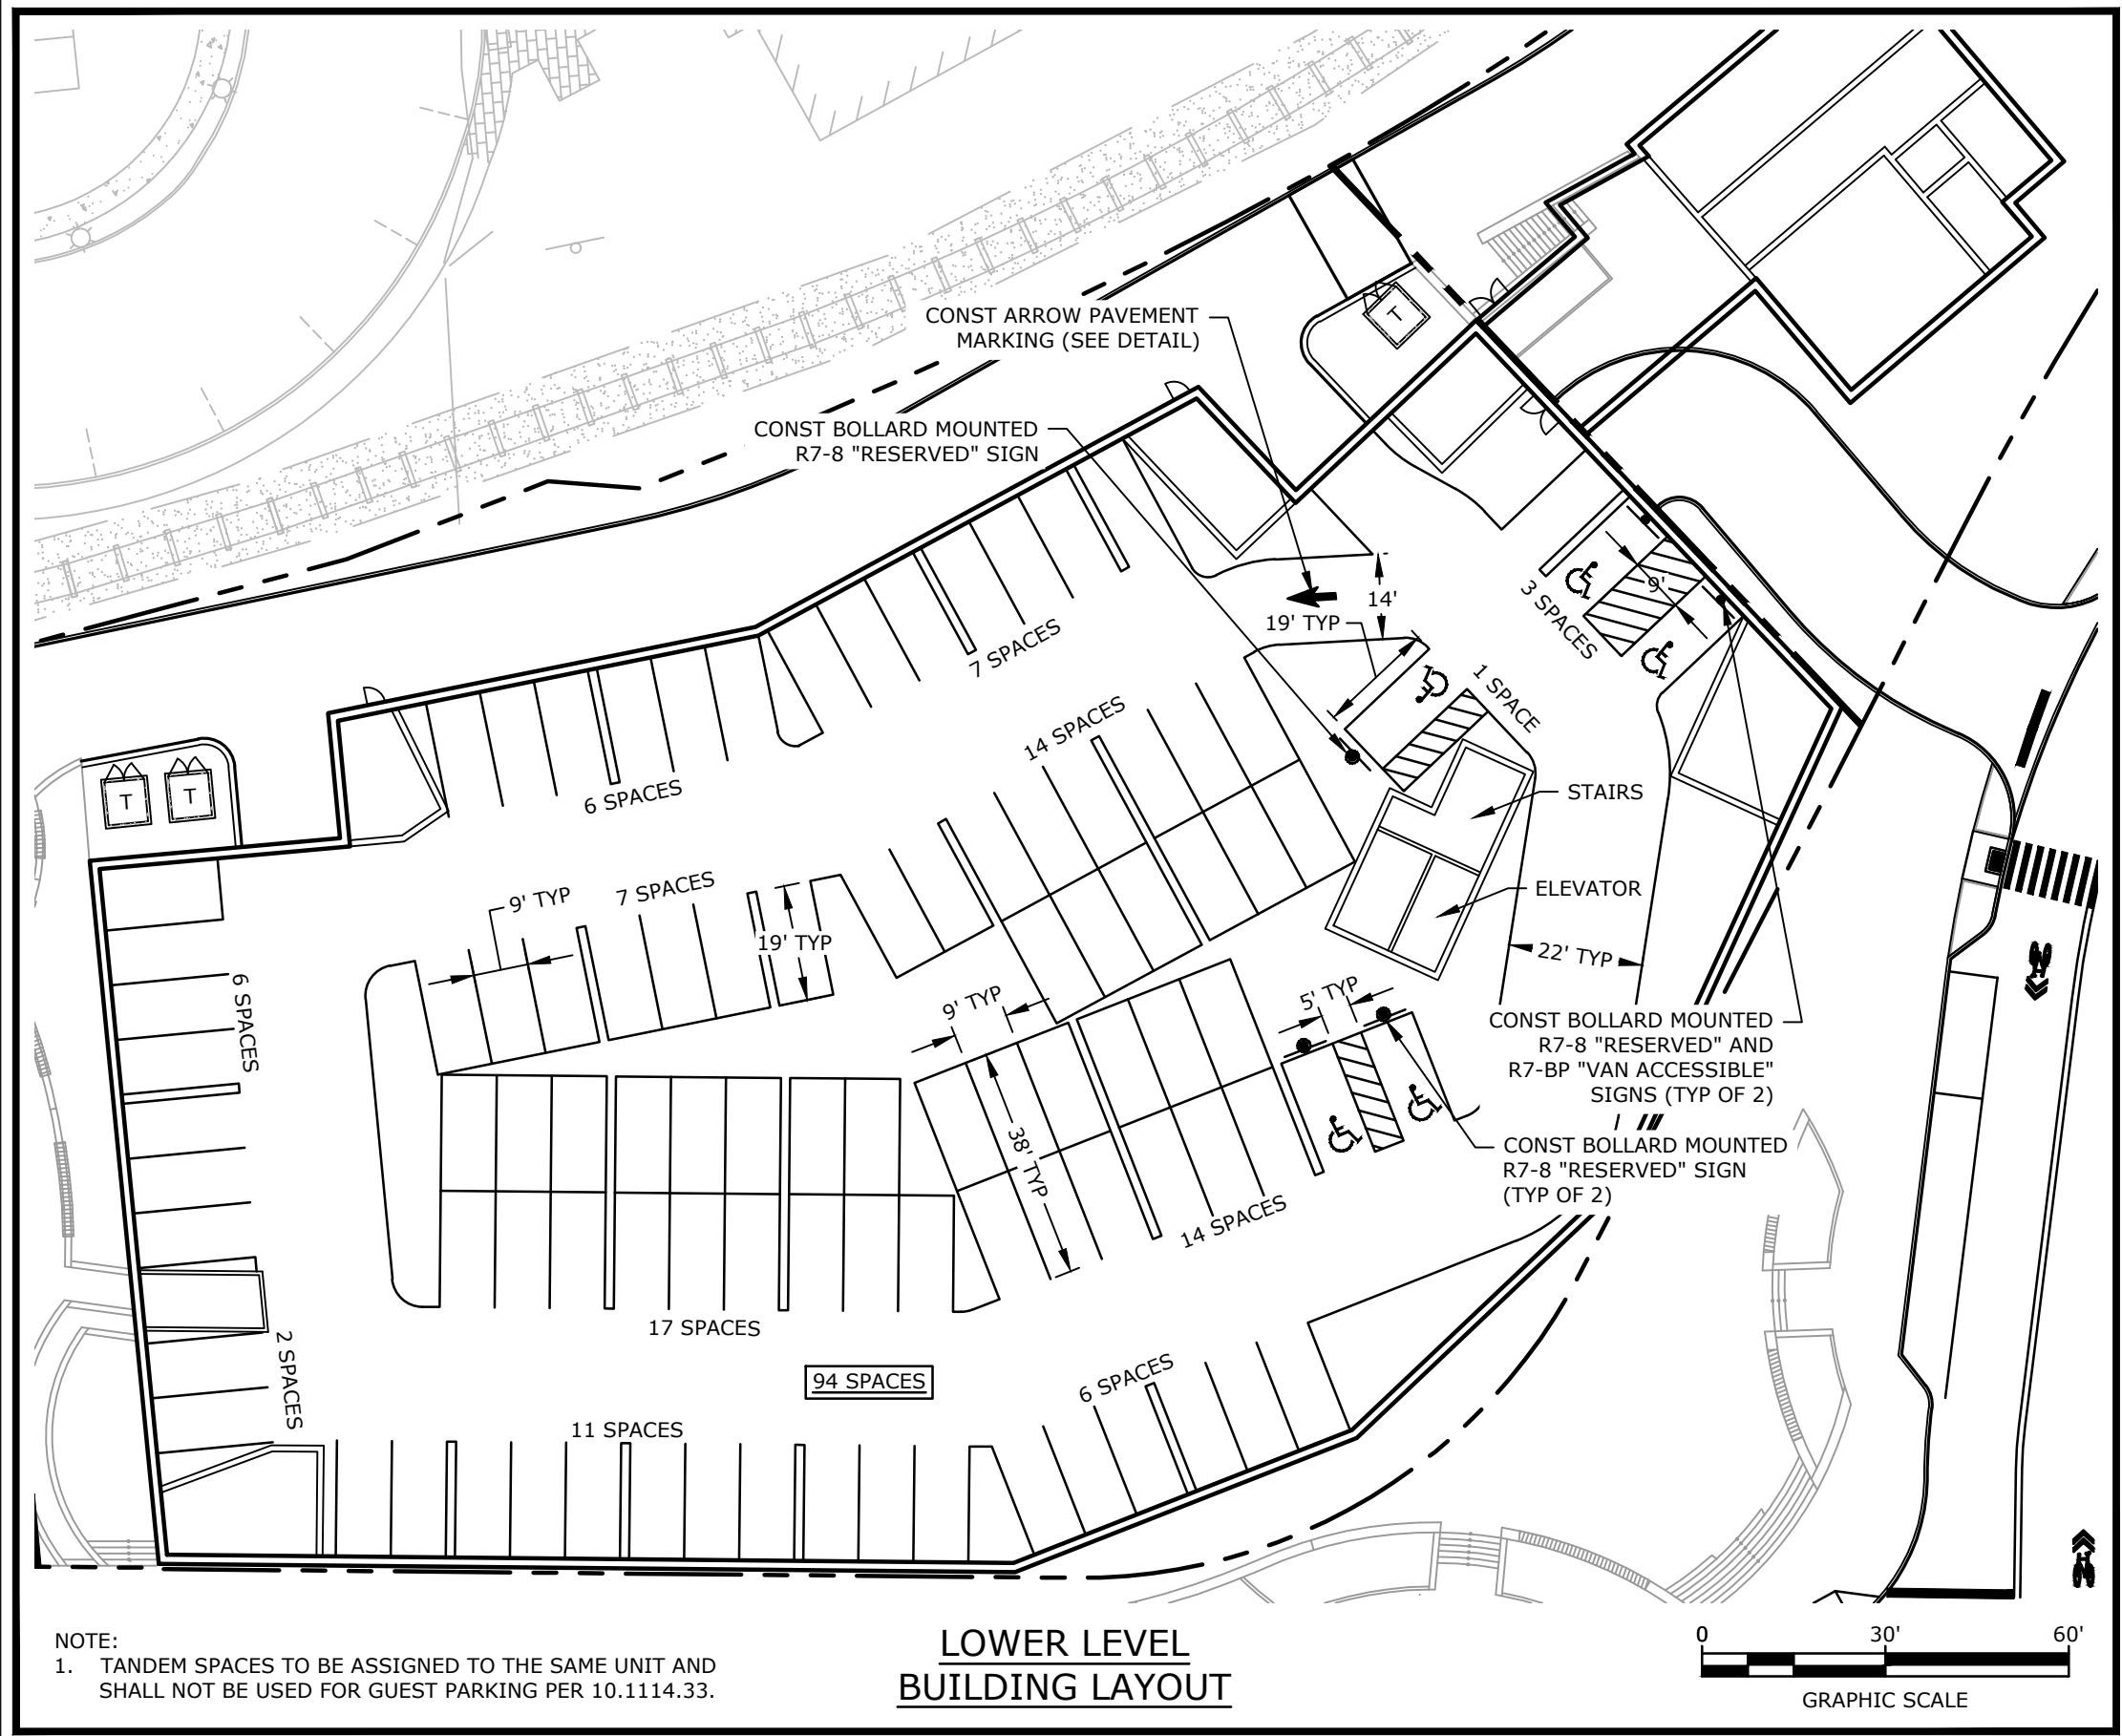 CONST ARROW PAVEMENT
MARKING (SEE DETAIL)
T
CONST BOLLARD MOUNTED
R7-8 "RESERVED" SIGN
14'
19' TYP
9'
3 SPACES
7 SPACES
1 SPACE
14 SPACES
6 SPACES
T
T
STAIRS
ELEVATOR
9' TYP
7 SPACES
19' TYP
22' TYP
6 SPACES
9' TYP
5' TYP
CONST BOLLARD MOUNTED
R7-8 "RESERVED" AND
R7-BP "VAN ACCESSIBLE"
SIGNS (TYP OF 2)
38' TYP
CONST BOLLARD MOUNTED
R7-8 "RESERVED" SIGN
(TYP OF 2)
14 SPACES
17 SPACES
2 SPACES
94 SPACES
6 SPACES
11 SPACES
NOTE:
1. TANDEM SPACES TO BE ASSIGNED TO THE SAME UNIT AND
SHALL NOT BE USED FOR GUEST PARKING PER 10.1114.33.
LOWER LEVEL
BUILDING LAYOUT
0 30' 60'
GRAPHIC SCALE